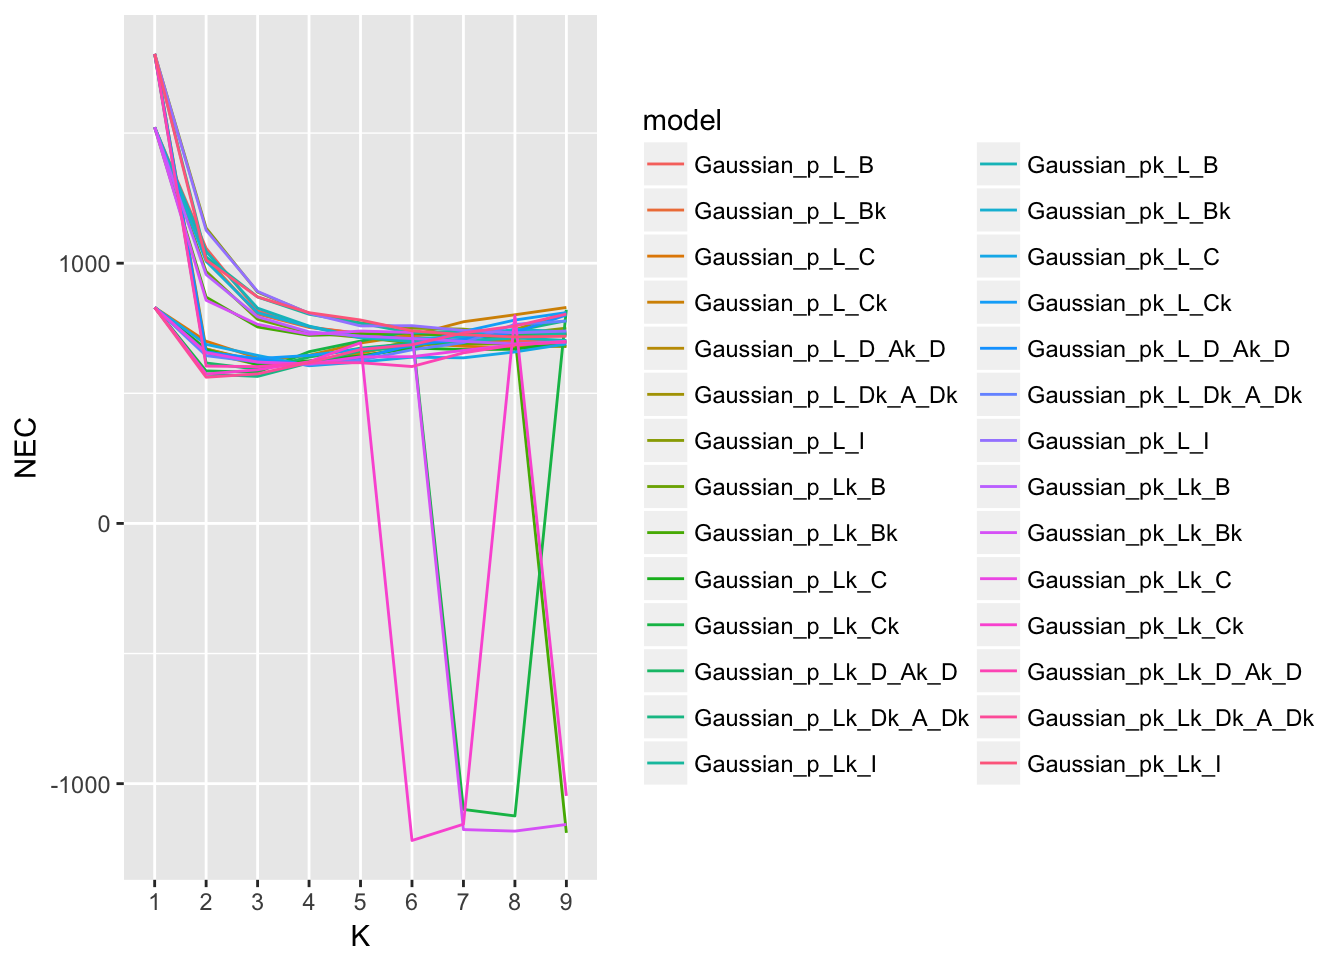 NEC
1000
0
-1000
1 2 3 4 5 6 7 8 9
K
model
Gaussian_p_L_B
Gaussian_p_L_Bk
Gaussian_p_L_C
Gaussian_p_L_Ck
Gaussian_p_L_D_Ak_D
Gaussian_p_L_Dk_A_Dk
Gaussian_p_L_I
Gaussian_p_Lk_B
Gaussian_p_Lk_Bk
Gaussian_p_Lk_C
Gaussian_p_Lk_Ck
Gaussian_p_Lk_D_Ak_D
Gaussian_p_Lk_Dk_A_Dk
Gaussian_p_Lk_I
Gaussian_pk_L_B
Gaussian_pk_L_Bk
Gaussian_pk_L_C
Gaussian_pk_L_Ck
Gaussian_pk_L_D_Ak_D
Gaussian_pk_L_Dk_A_Dk
Gaussian_pk_L_I
Gaussian_pk_Lk_B
Gaussian_pk_Lk_Bk
Gaussian_pk_Lk_C
Gaussian_pk_Lk_Ck
Gaussian_pk_Lk_D_Ak_D
Gaussian_pk_Lk_Dk_A_Dk
Gaussian_pk_Lk_I